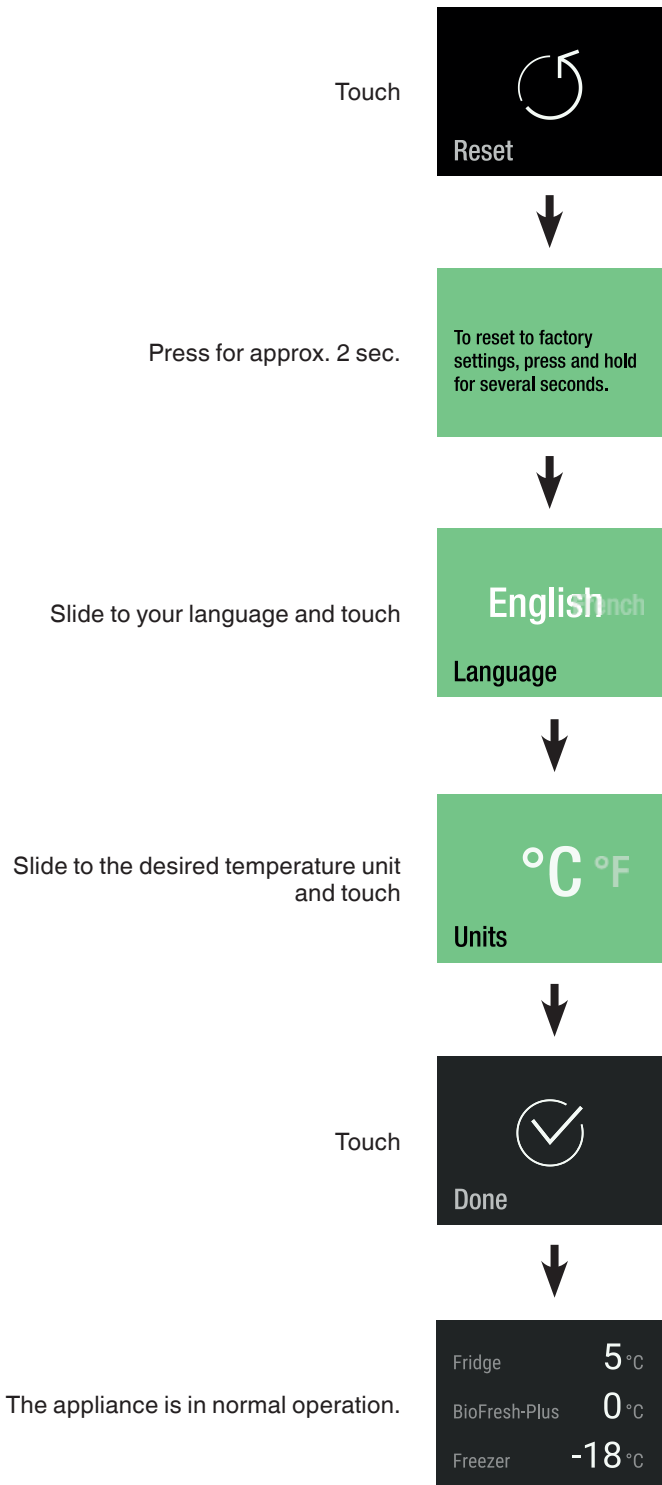 Touch
Reset
Press for approx. 2 sec.
To reset to factory
settings, press and hold
for several seconds.
Slide to your language and touch
English French
Language
Slide to the desired temperature unit
and touch
°C °F
Units
Touch
Done
The appliance is in normal operation.
Fridge 5 °C
BioFresh-Plus 0 °C
Freezer -18 °C